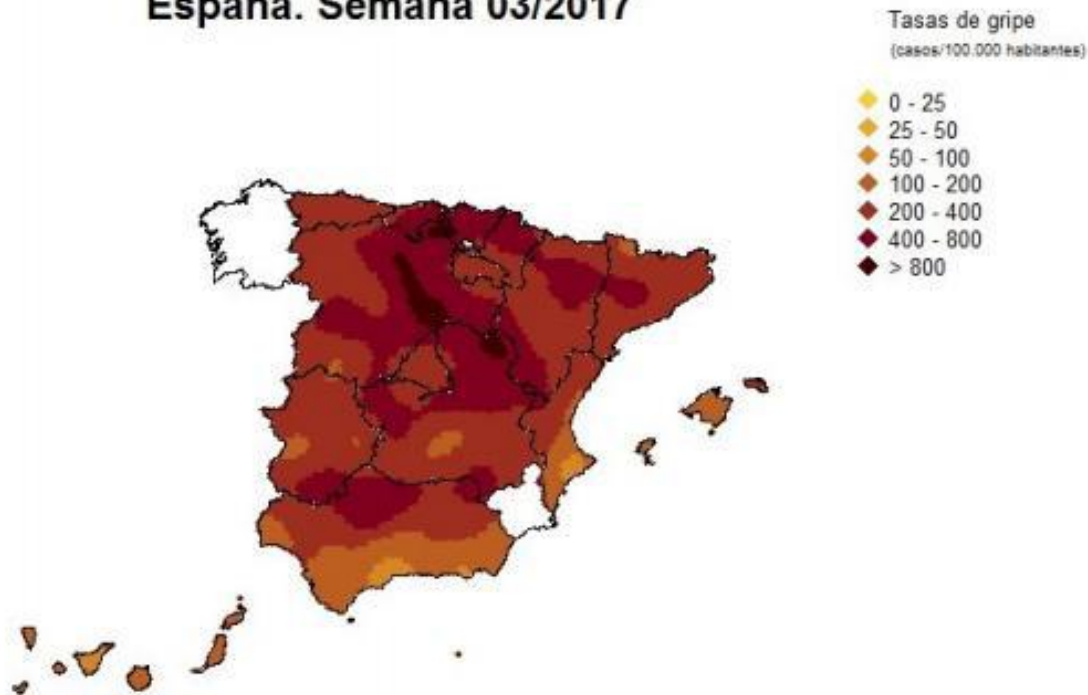 España. Semana 03/2017
Tasas de gripe
(casos/100.000 habitantes)
0 - 25
25 - 50
50 - 100
100 - 200
200 - 400
400 - 800
> 800